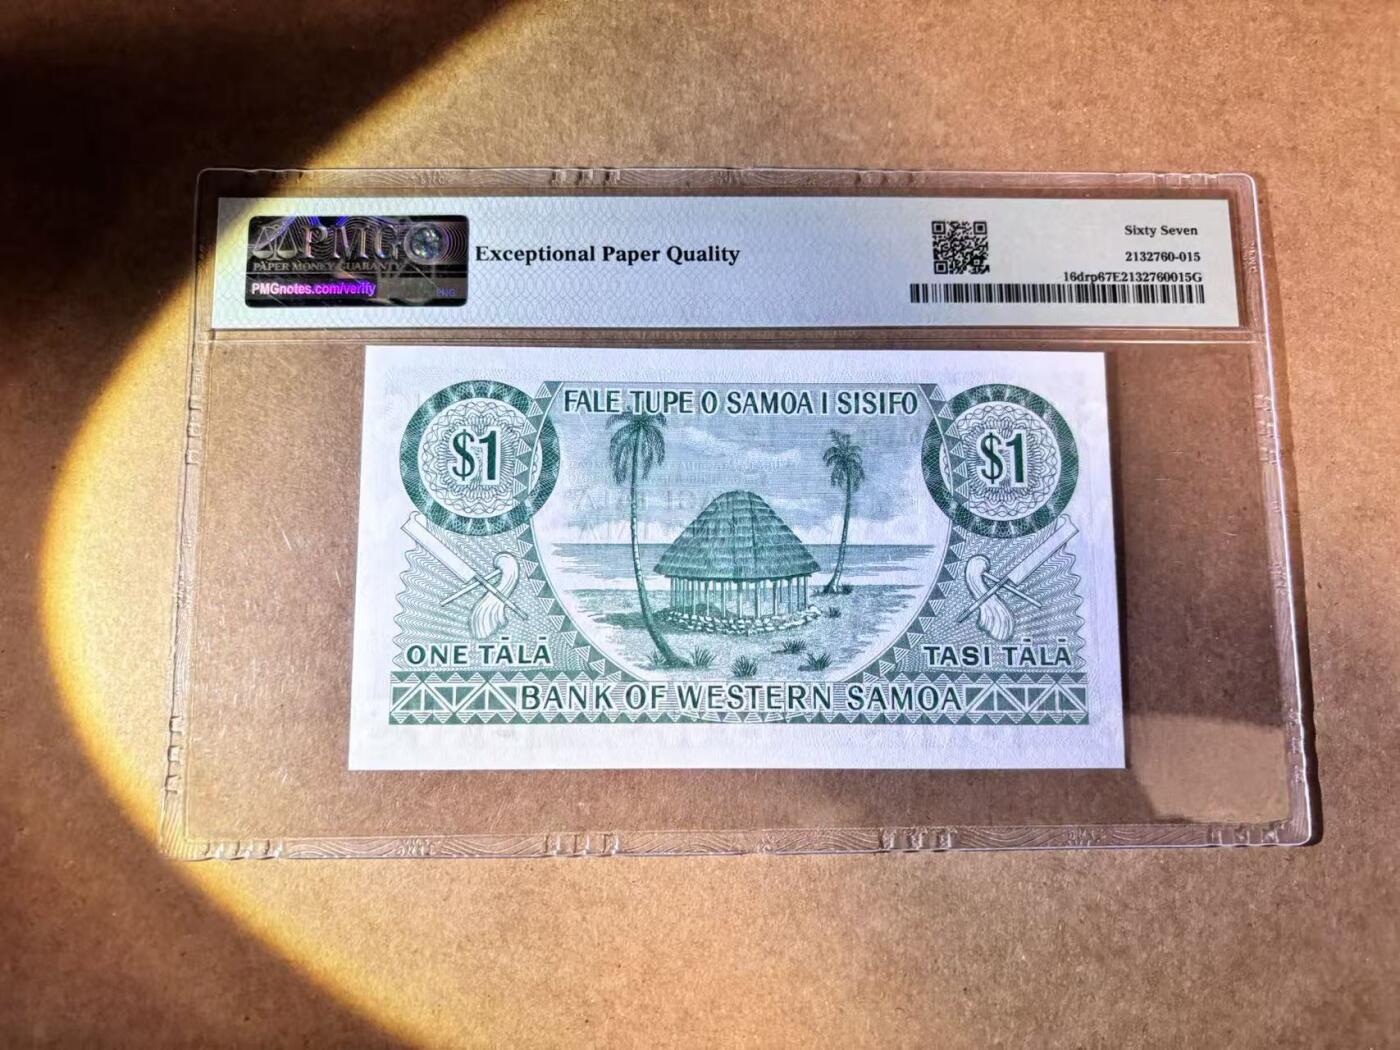 PMG
PAPER MONEY GUARANTY
PMGnotes.com/verify
PMG
Exceptional Paper Quality
Sixty Seven
2132760-015
16drp67E2132760015G
FALE TUPE O SAMOA I SISIFO
$1
$1
ONE TĀLĀ
TASI TĀLĀ
BANK OF WESTERN SAMOA